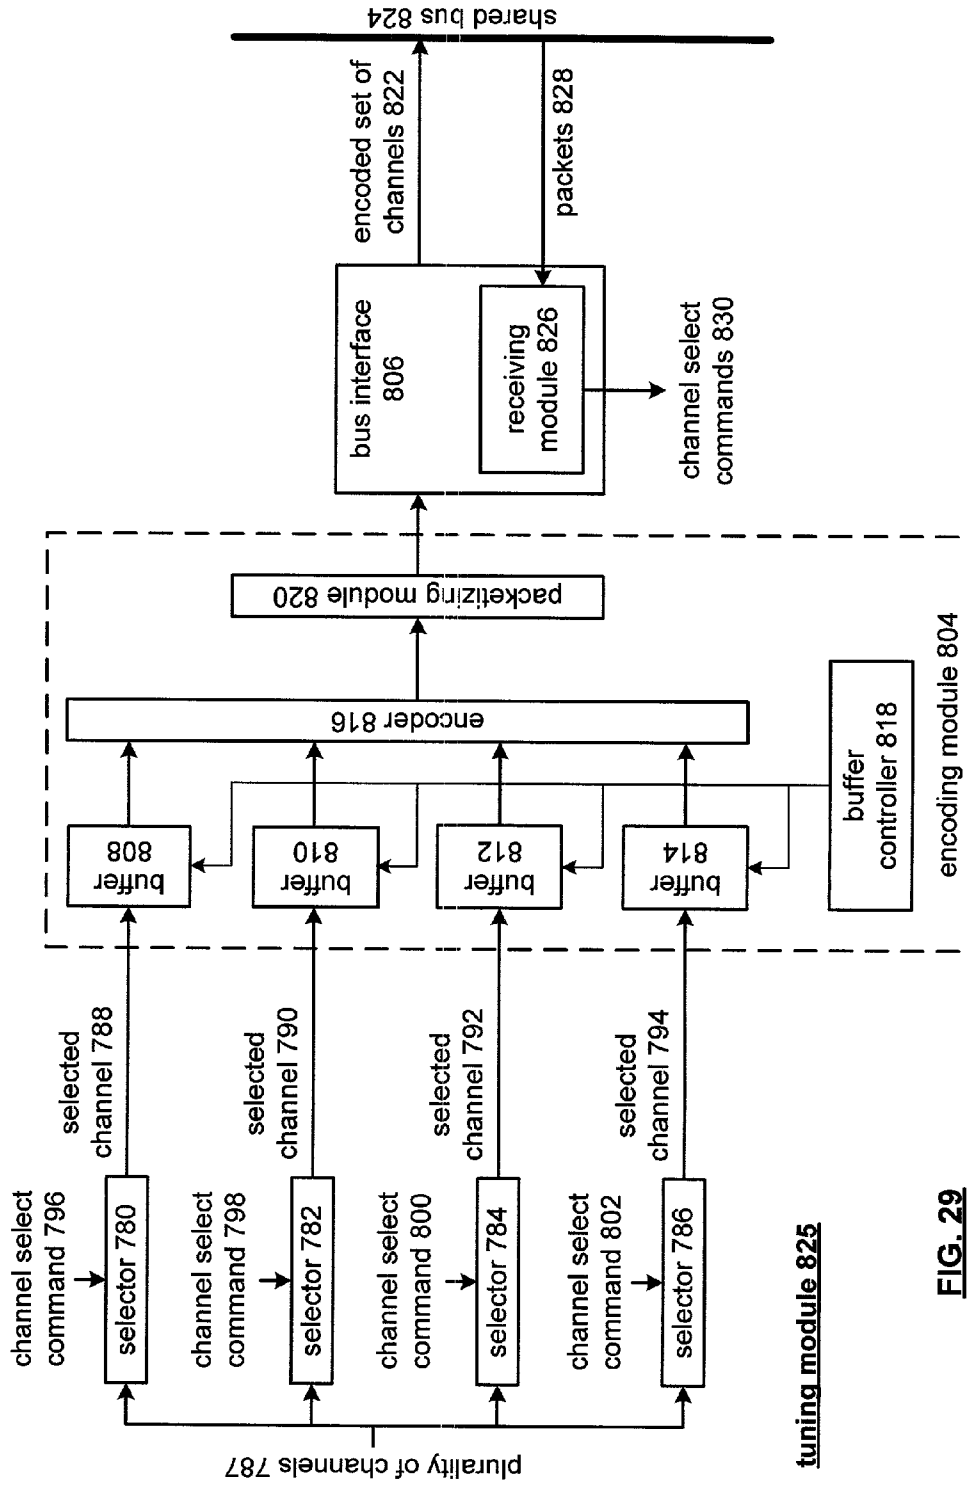 plurality of channels 787
channel select
command 796
selector 780
selected
channel 788
buffer
808
channel select
command 798
selector 782
selected
channel 790
buffer
810
channel select
command 800
selector 784
selected
channel 792
buffer
812
channel select
command 802
selector 786
selected
channel 794
buffer
814
encoder 816
packetizing module 820
buffer
controller 818
encoding module 804
bus interface
806
receiving
module 826
channel select
commands 830
encoded set of
channels 822
packets 828
shared bus 824
tuning module 825
FIG. 29